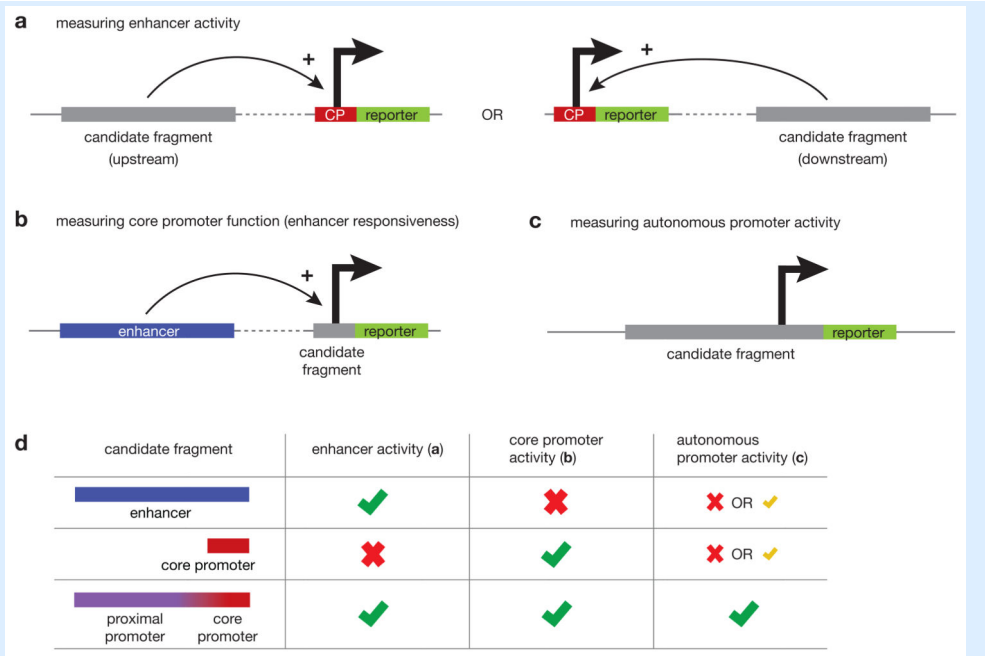 a measuring enhancer activity
+ +
CP reporter OR CP reporter
candidate fragment candidate fragment
(upstream) (downstream)
b measuring core promoter function (enhancer responsiveness) c measuring autonomous promoter activity
+
enhancer reporter reporter
candidate candidate fragment
fragment
d candidate fragment enhancer activity (a) core promoter autonomous
activity (b) promoter activity (c)
OR
enhancer
OR
core promoter
proximal core
promoter promoter